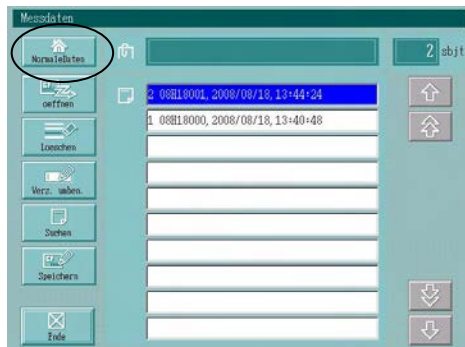 Messdaten
NormaleDaten
2 sbjt
oeffnen
2 08H18001, 2008/08/18, 13:44:24
1 08H18000, 2008/08/18, 13:40:48
Loeschen
Verz. umben.
Suchen
Speichern
Ende